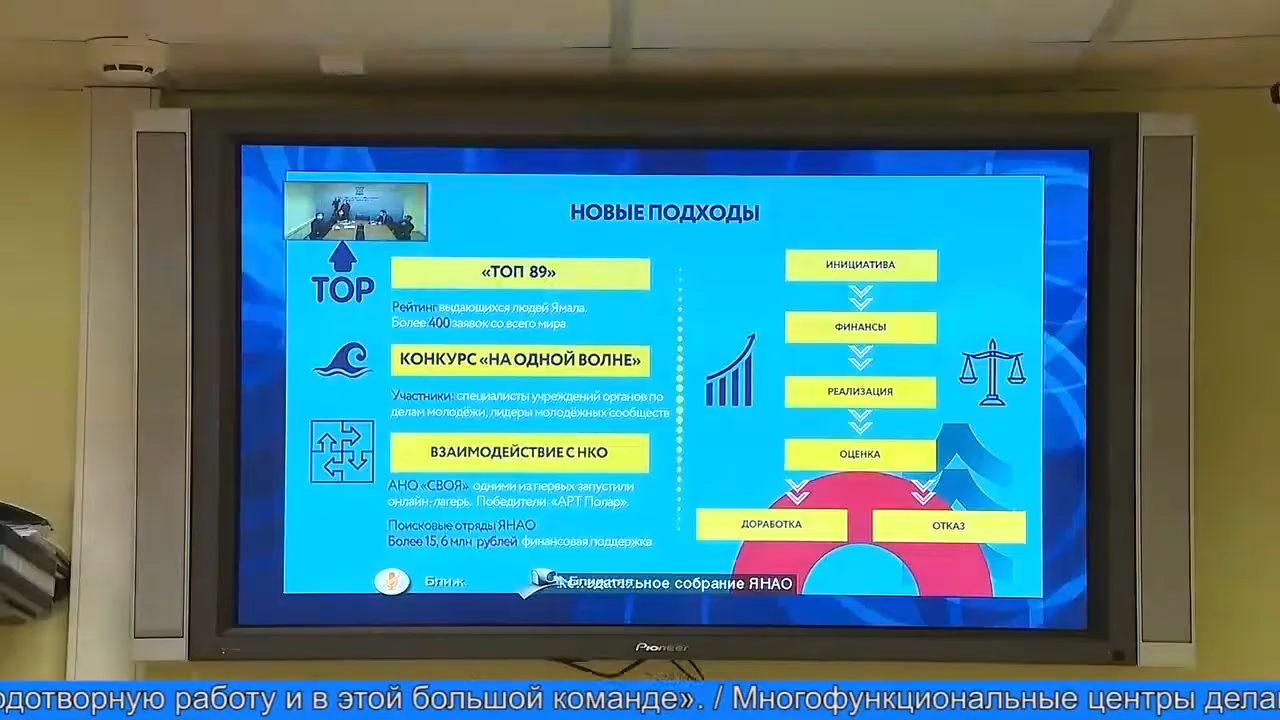 НОВЫЕ ПОДХОДЫ
TOP
«ТОП 89»
Рейтинг выдающихся людей Ямала.
Более 400 заявок со всего мира
КОНКУРС «НА ОДНОЙ ВОЛНЕ»
Участники: специалисты учреждений органов по
делам молодёжи, лидеры молодёжных сообществ
ВЗАИМОДЕЙСТВИЕ С НКО
АНО «СВОЯ» одними из первых запустили
онлайн-лагерь. Победители «АРТ Полар».
Поисковые отряды ЯНАО
Более 15,6 млн рублей финансовая поддержка
ИНИЦИАТИВА
ФИНАНСЫ
РЕАЛИЗАЦИЯ
ОЦЕНКА
ДОРАБОТКА
ОТКАЗ
Ближ.
собрание ЯНАО
Pioneer
одотворную работу и в этой большой команде». / Многофункциональные центры дела